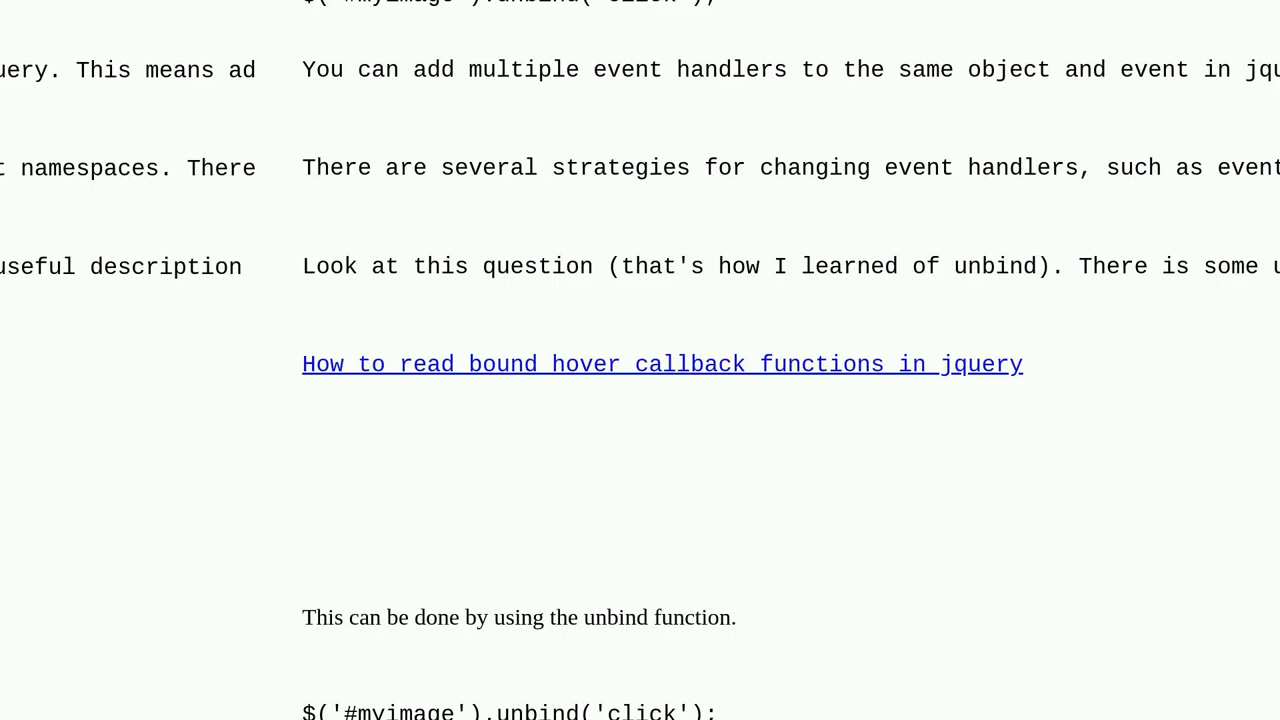 $('#myimage').unbind('click');
uery. This means ad
You can add multiple event handlers to the same object and event in jqu
t namespaces. There
There are several strategies for changing event handlers, such as event
useful description
Look at this question (that's how I learned of unbind). There is some u
How to read bound hover callback functions in jquery
This can be done by using the unbind function.
$('#myimage').unbind('click');